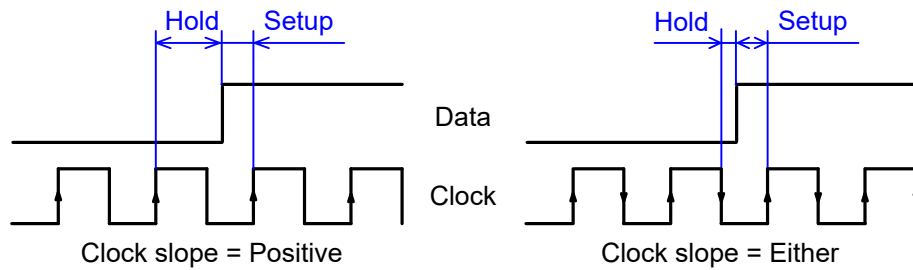 Hold Setup Hold Setup
Data
Clock
Clock slope = Positive Clock slope = Either